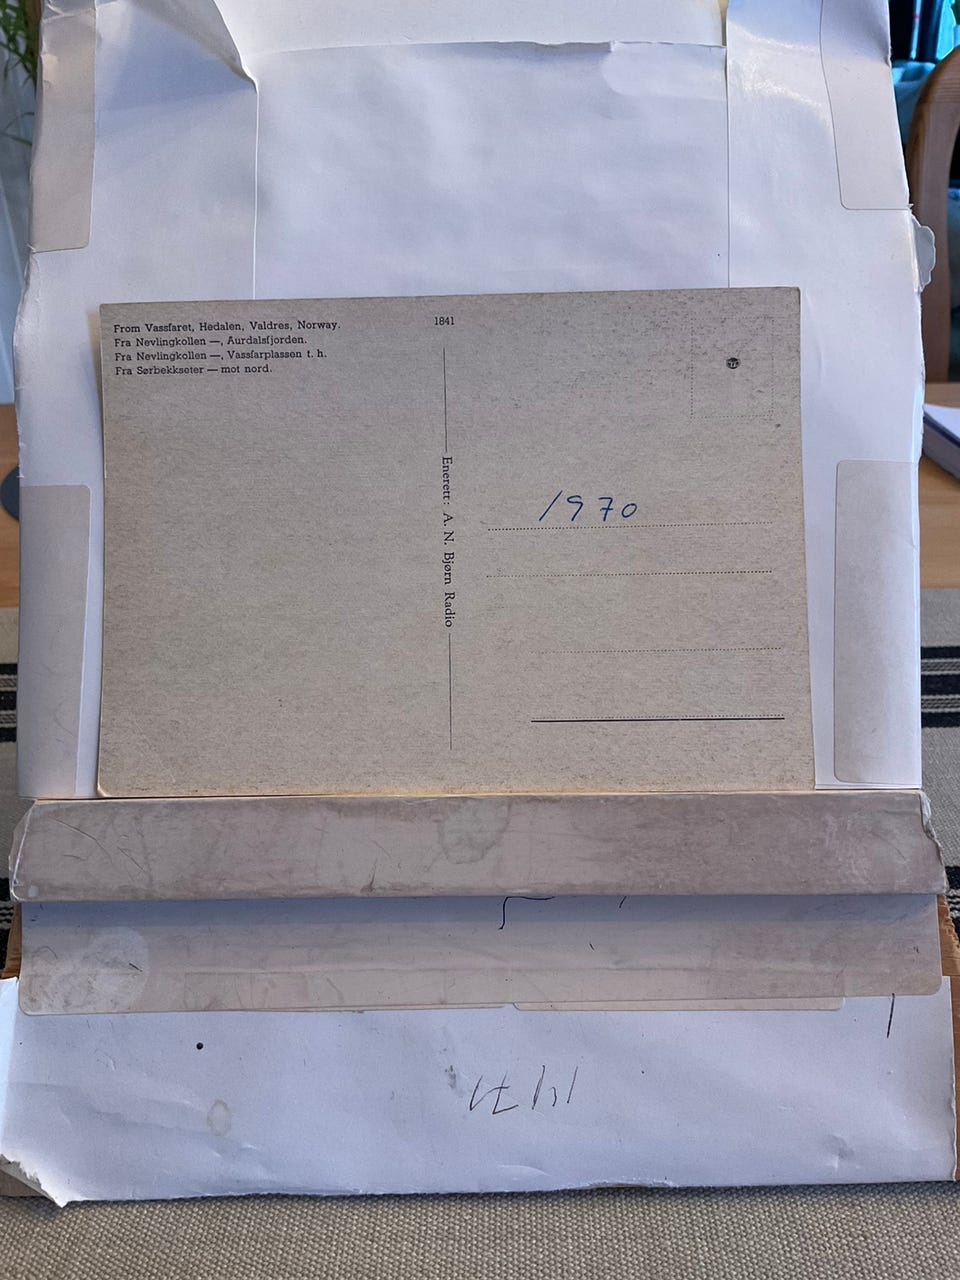 From Vassfaret, Hedalen, Valdres, Norway.
Fra Nevlingkollen —, Aurdalsfjorden.
Fra Nevlingkollen —, Vassfarplassen t. h.
Fra Sørbekkseter — mot nord.
1841
Enerett: A. N. Bjørn Radio
1970